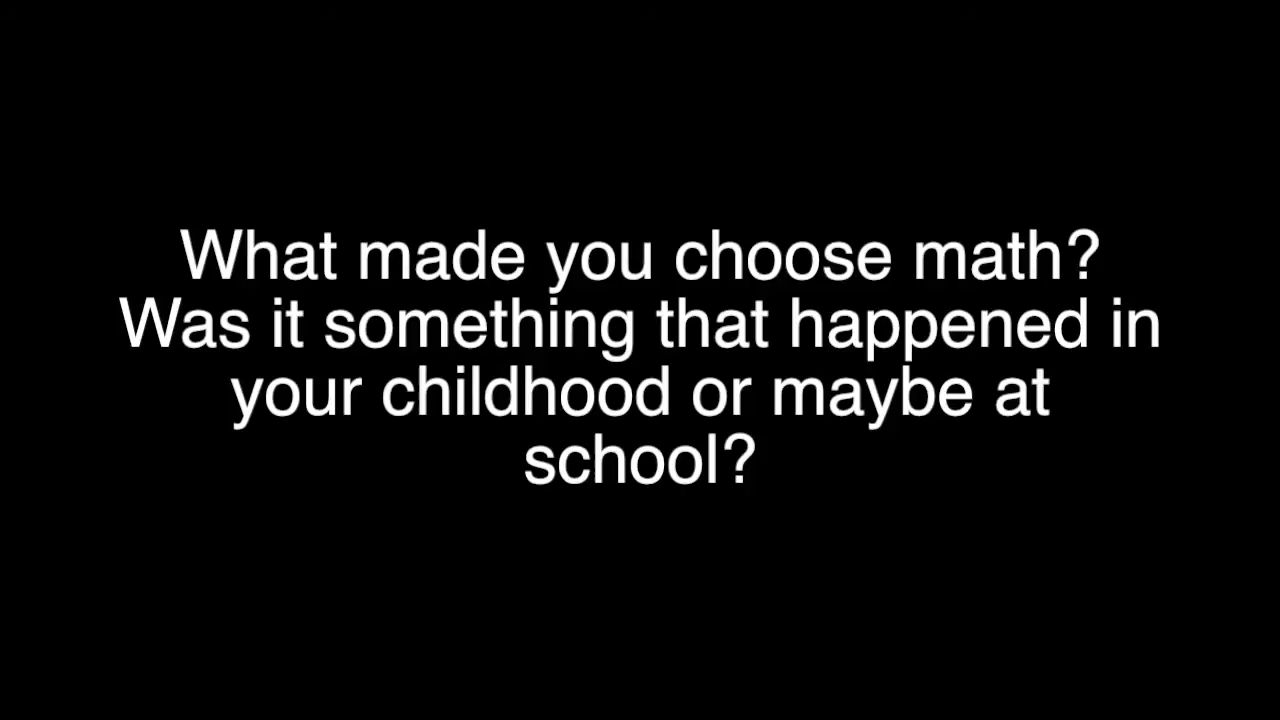 What made you choose math?
Was it something that happened in
your childhood or maybe at
school?